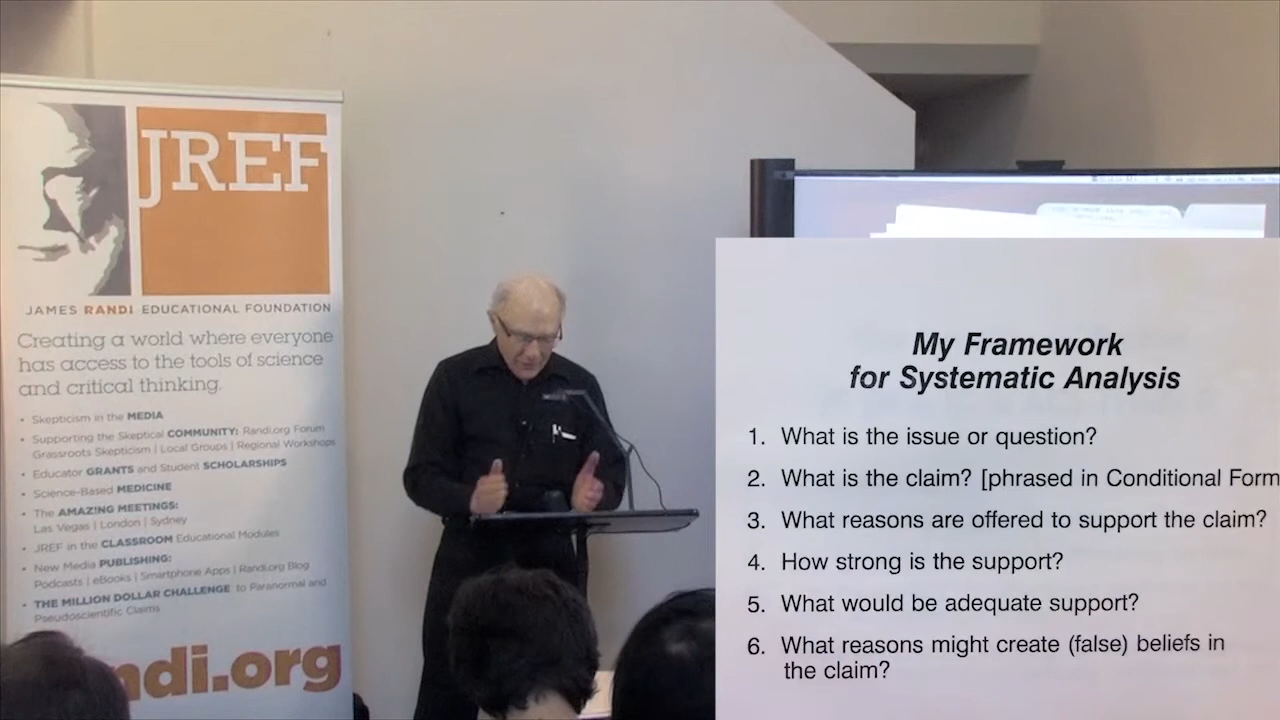 JREF
JAMES RANDI EDUCATIONAL FOUNDATION
Creating a world where everyone
has access to the tools of science
and critical thinking.
• Skepticism in the MEDIA
• Supporting the Skeptical COMMUNITY: Randi.org Forum
Grassroots Skepticism | Local Groups | Regional Workshops
• Educator GRANTS and Student SCHOLARSHIPS
• Science-Based MEDICINE
• The AMAZ!NG MEETINGS:
Las Vegas | London | Sydney
• JREF in the CLASSROOM Educational Modules
• New Media PUBLISHING:
Podcasts | eBooks | Smartphone Apps | Randi.org Blog
• THE MILLION DOLLAR CHALLENGE to Paranormal and
Pseudoscientific Claims
ndi.org
My Framework
for Systematic Analysis
1. What is the issue or question?
2. What is the claim? [phrased in Conditional Form
3. What reasons are offered to support the claim?
4. How strong is the support?
5. What would be adequate support?
6. What reasons might create (false) beliefs in
the claim?